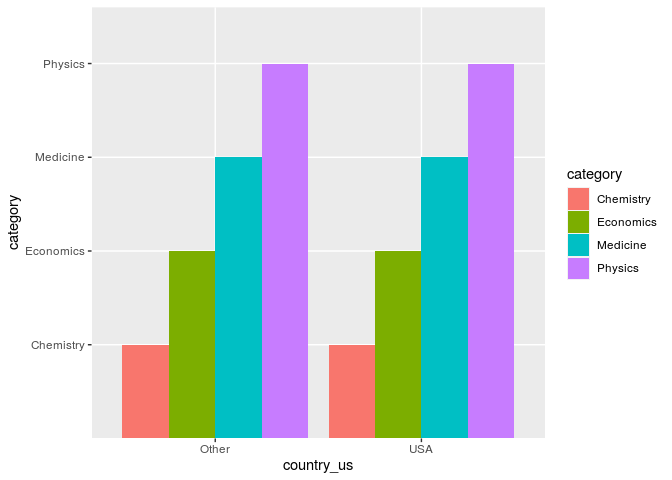 Physics
Medicine
Economics
Chemistry
category
Other
USA
country_us
category
Chemistry
Economics
Medicine
Physics